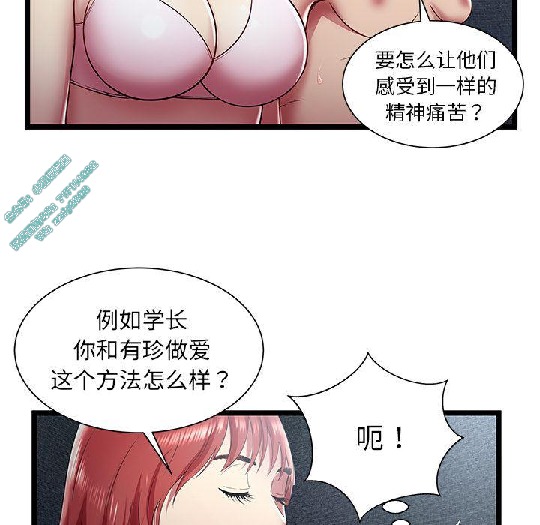 要怎么让他们
感受到一样的
精神痛苦？
例如学长
你和有珍做爱
这个方法怎么样？
呃！